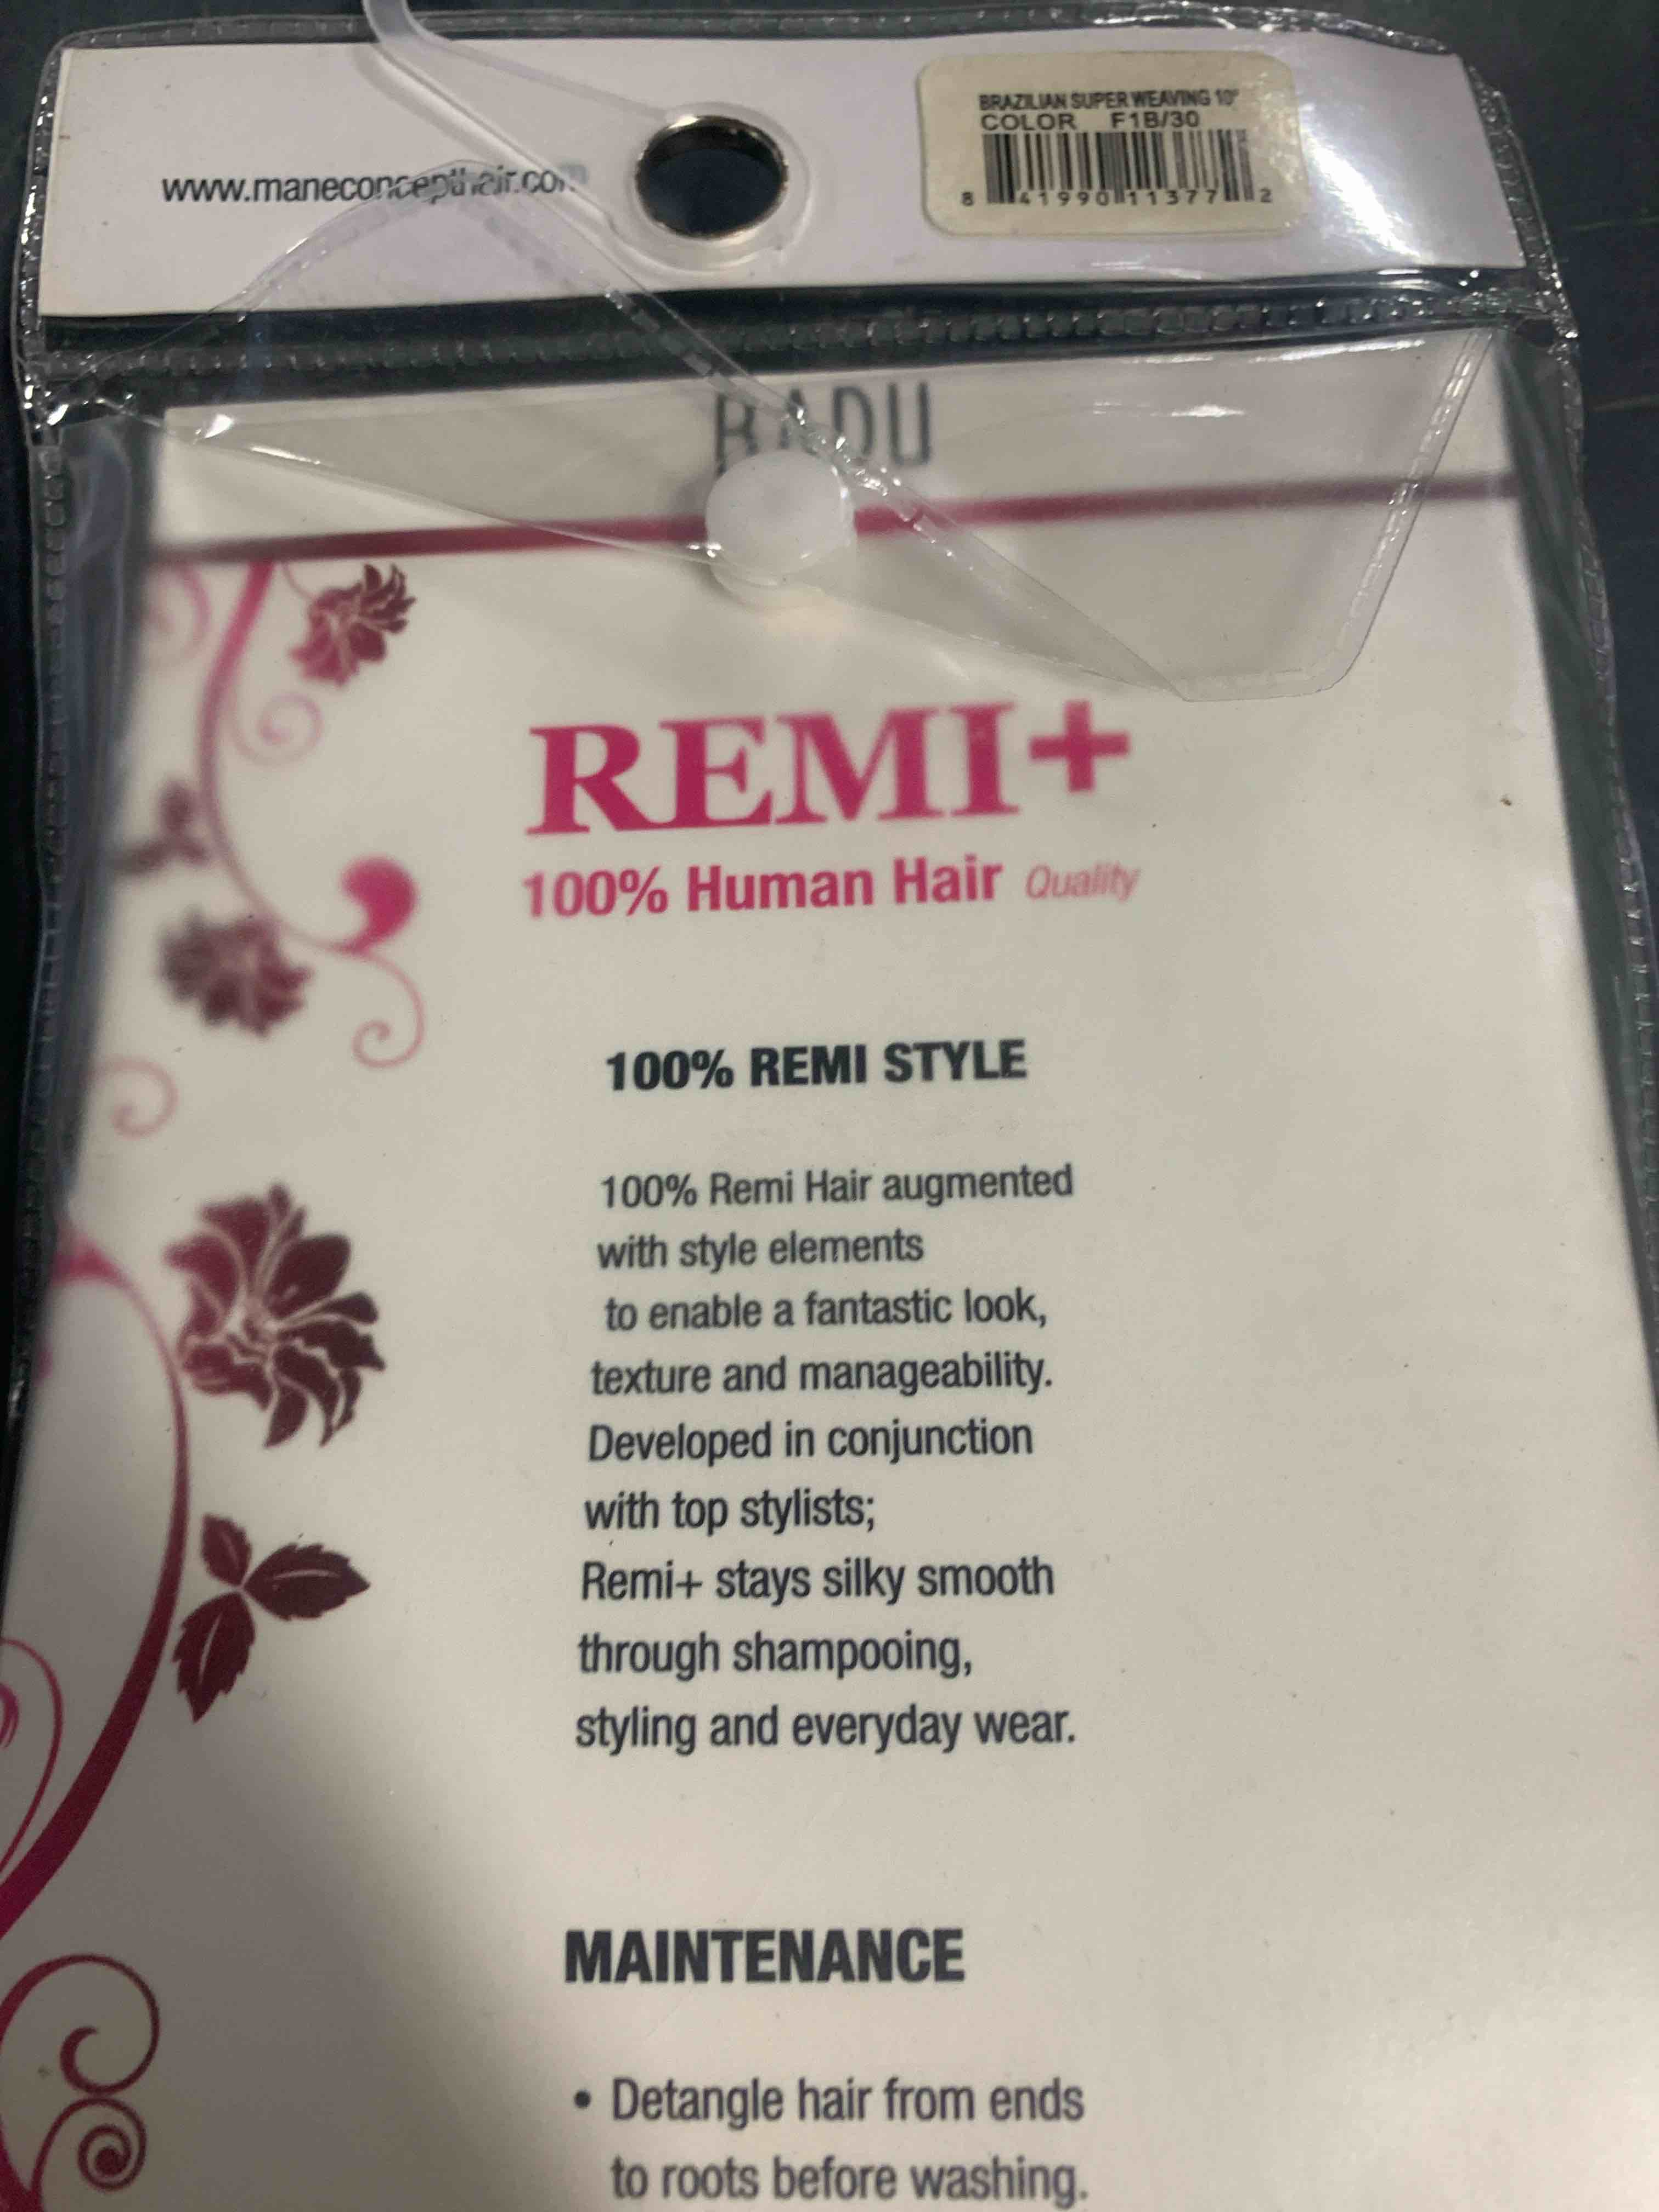 www.maneconcepthair.com
BRAZILIAN SUPER WEAVING 10"
COLOR F1B/30
8 41990 11377 2
BADU
REMI+
100% Human Hair Quality
100% REMI STYLE
100% Remi Hair augmented
with style elements
to enable a fantastic look,
texture and manageability.
Developed in conjunction
with top stylists;
Remi+ stays silky smooth
through shampooing,
styling and everyday wear.
MAINTENANCE
• Detangle hair from ends
to roots before washing.